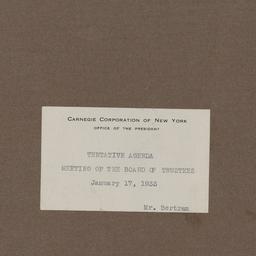 Carnegie Corporation of New York
OFFICE OF THE PRESIDENT
TENTATIVE AGENDA
MEETING OF THE BOARD OF TRUSTEES
January 17, 1933
Mr. Bertram